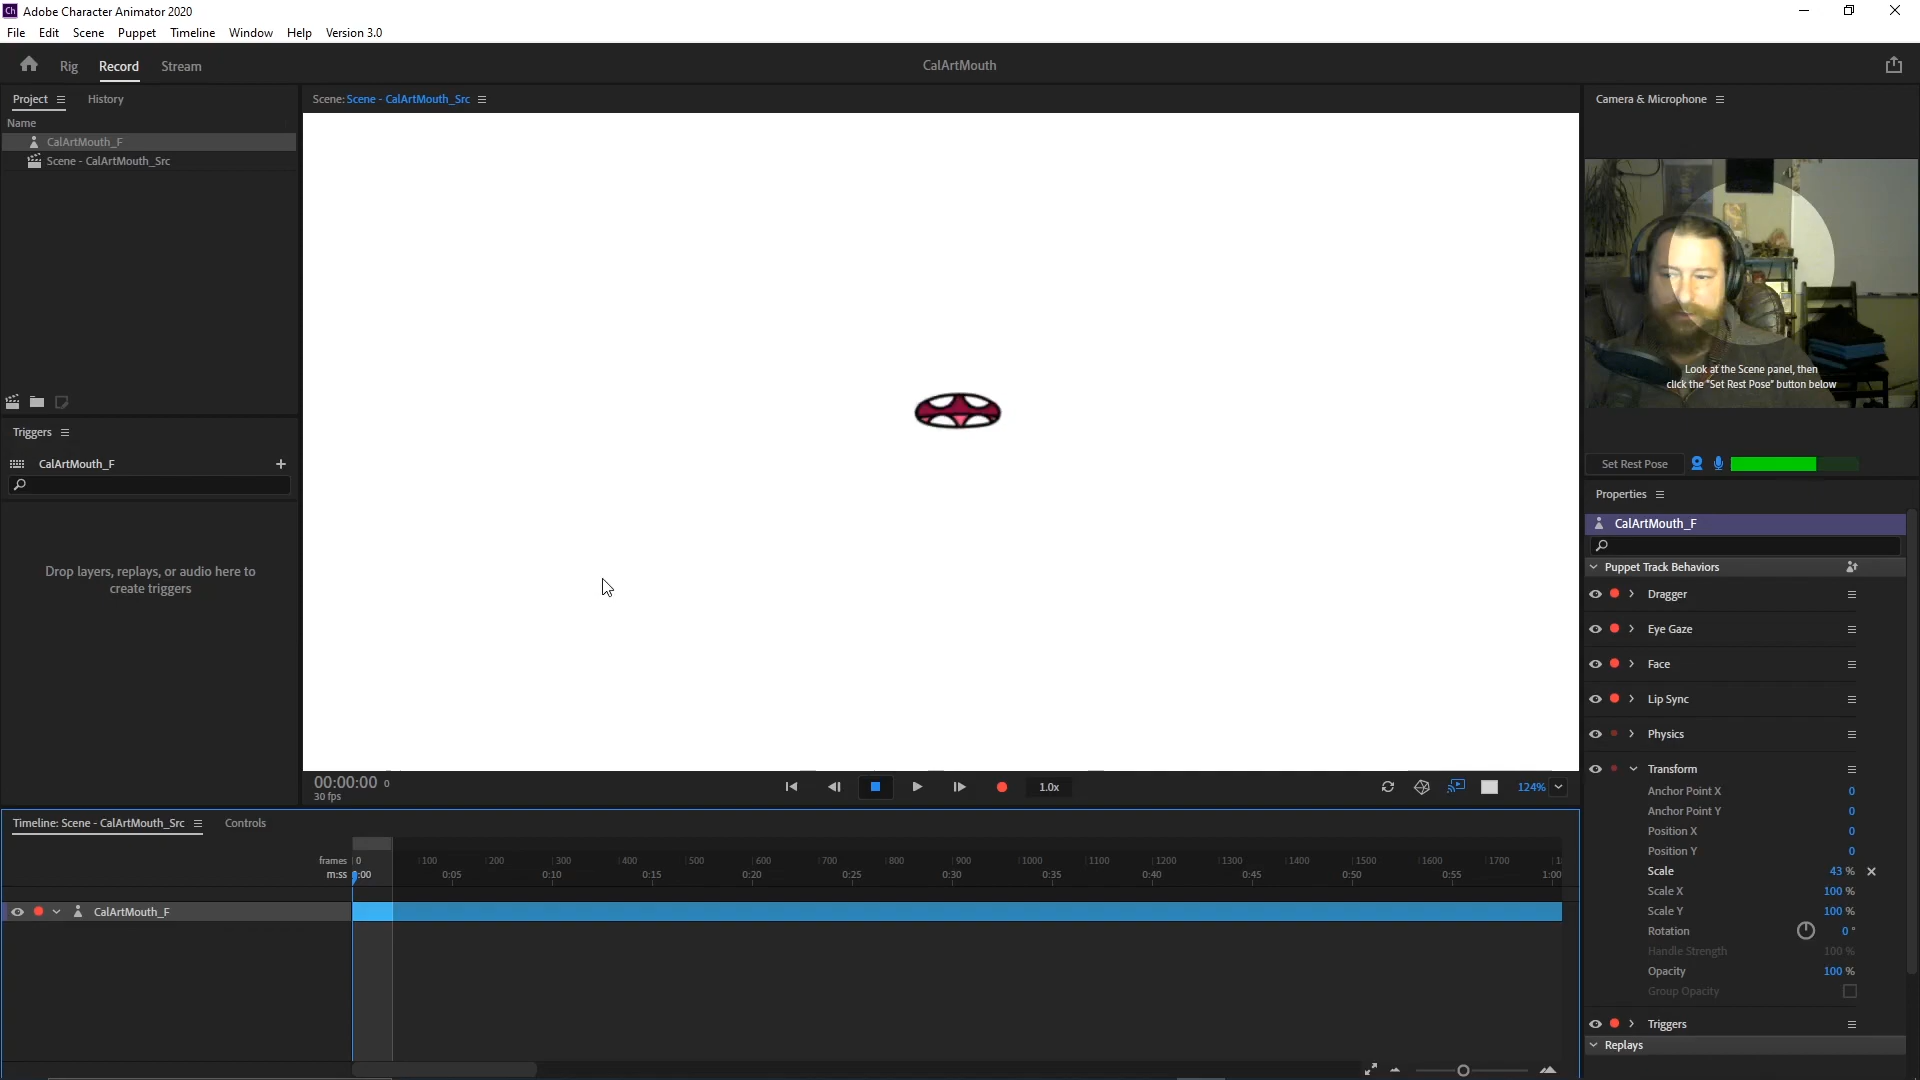 Ch Adobe Character Animator 2020
File Edit Scene Puppet Timeline Window Help Version 3.0
Rig Record Stream
CalArtMouth
Project History
Name
CalArtMouth_F
Scene - CalArtMouth_Src
Triggers
CalArtMouth_F
Drop layers, replays, or audio here to
create triggers
Scene: Scene - CalArtMouth_Src
00:00:00 0
30 fps
1.0x
124%
Camera & Microphone
Look at the Scene panel, then
click the "Set Rest Pose" button below
Set Rest Pose
Properties
CalArtMouth_F
Puppet Track Behaviors
Dragger
Eye Gaze
Face
Lip Sync
Physics
Transform
Anchor Point X 0
Anchor Point Y 0
Position X 0
Position Y 0
Scale 43 %
Scale X 100 %
Scale Y 100 %
Rotation 0 °
Handle Strength 100 %
Opacity 100 %
Group Opacity
Triggers
Replays
Timeline: Scene - CalArtMouth_Src Controls
frames 0 100 200 300 400 500 600 700 800 900 1000 1100 1200 1300 1400 1500 1600 1700
m:ss 0:00 0:05 0:10 0:15 0:20 0:25 0:30 0:35 0:40 0:45 0:50 0:55 1:00
CalArtMouth_F